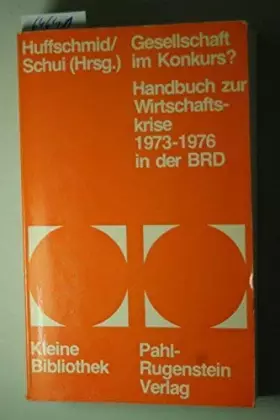 Huffschmid/
Schui (Hrsg.)
Gesellschaft
im Konkurs?
Handbuch zur
Wirtschafts-
krise
1973-1976
in der BRD
Kleine
Bibliothek
Pahl-
Rugenstein
Verlag